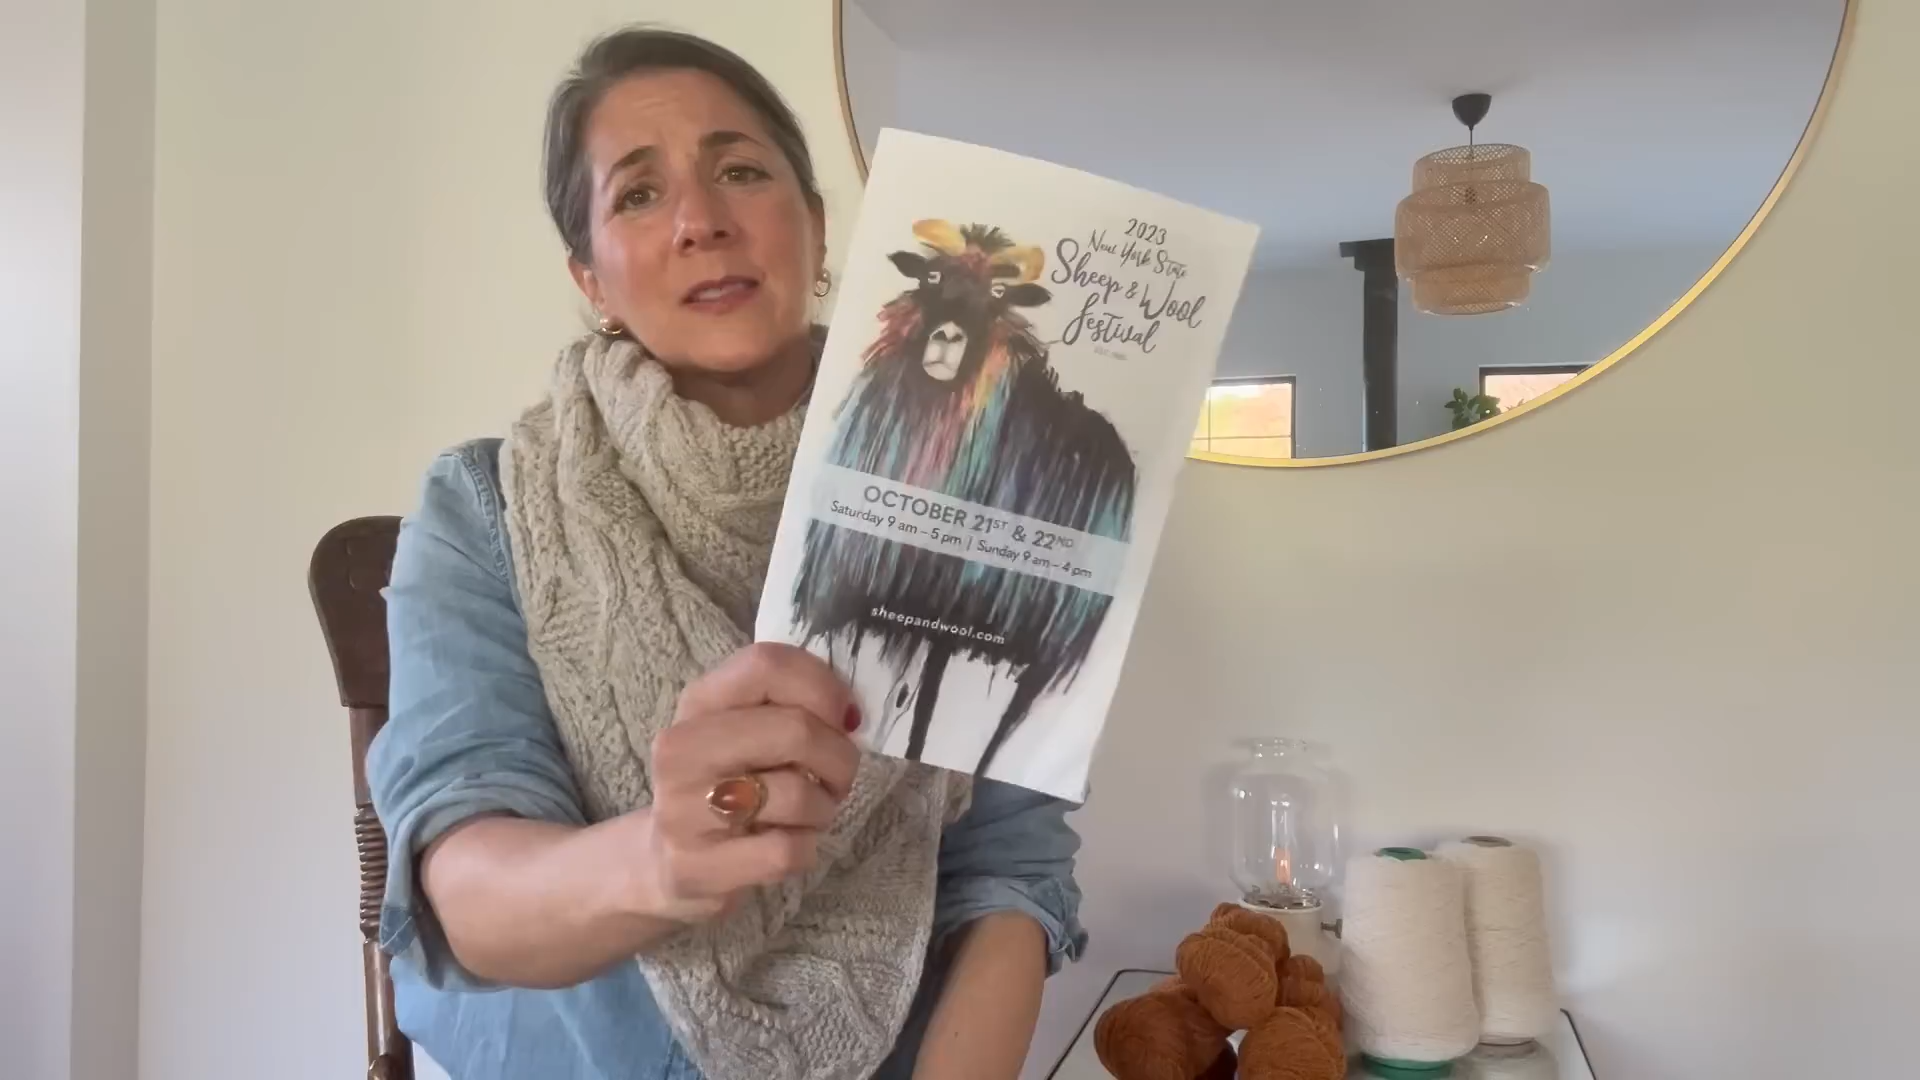 2023
New York State
Sheep & Wool
Festival
OCTOBER 21ST & 22ND
Saturday 9 am – 5 pm | Sunday 9 am – 4 pm
sheepandwool.com